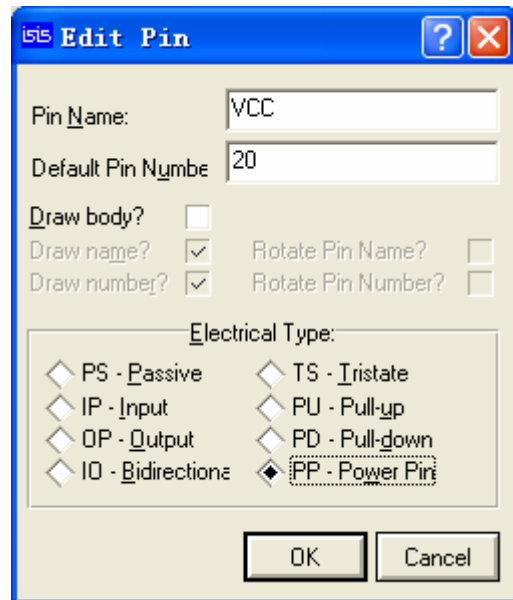 isis Edit Pin
Pin Name: VCC
Default Pin Numbe 20
Draw body?
Draw name? Rotate Pin Name?
Draw number? Rotate Pin Number?
Electrical Type:
PS - Passive TS - Tristate
IP - Input PU - Pull-up
OP - Output PD - Pull-down
IO - Bidirectiona PP - Power Pin
OK Cancel